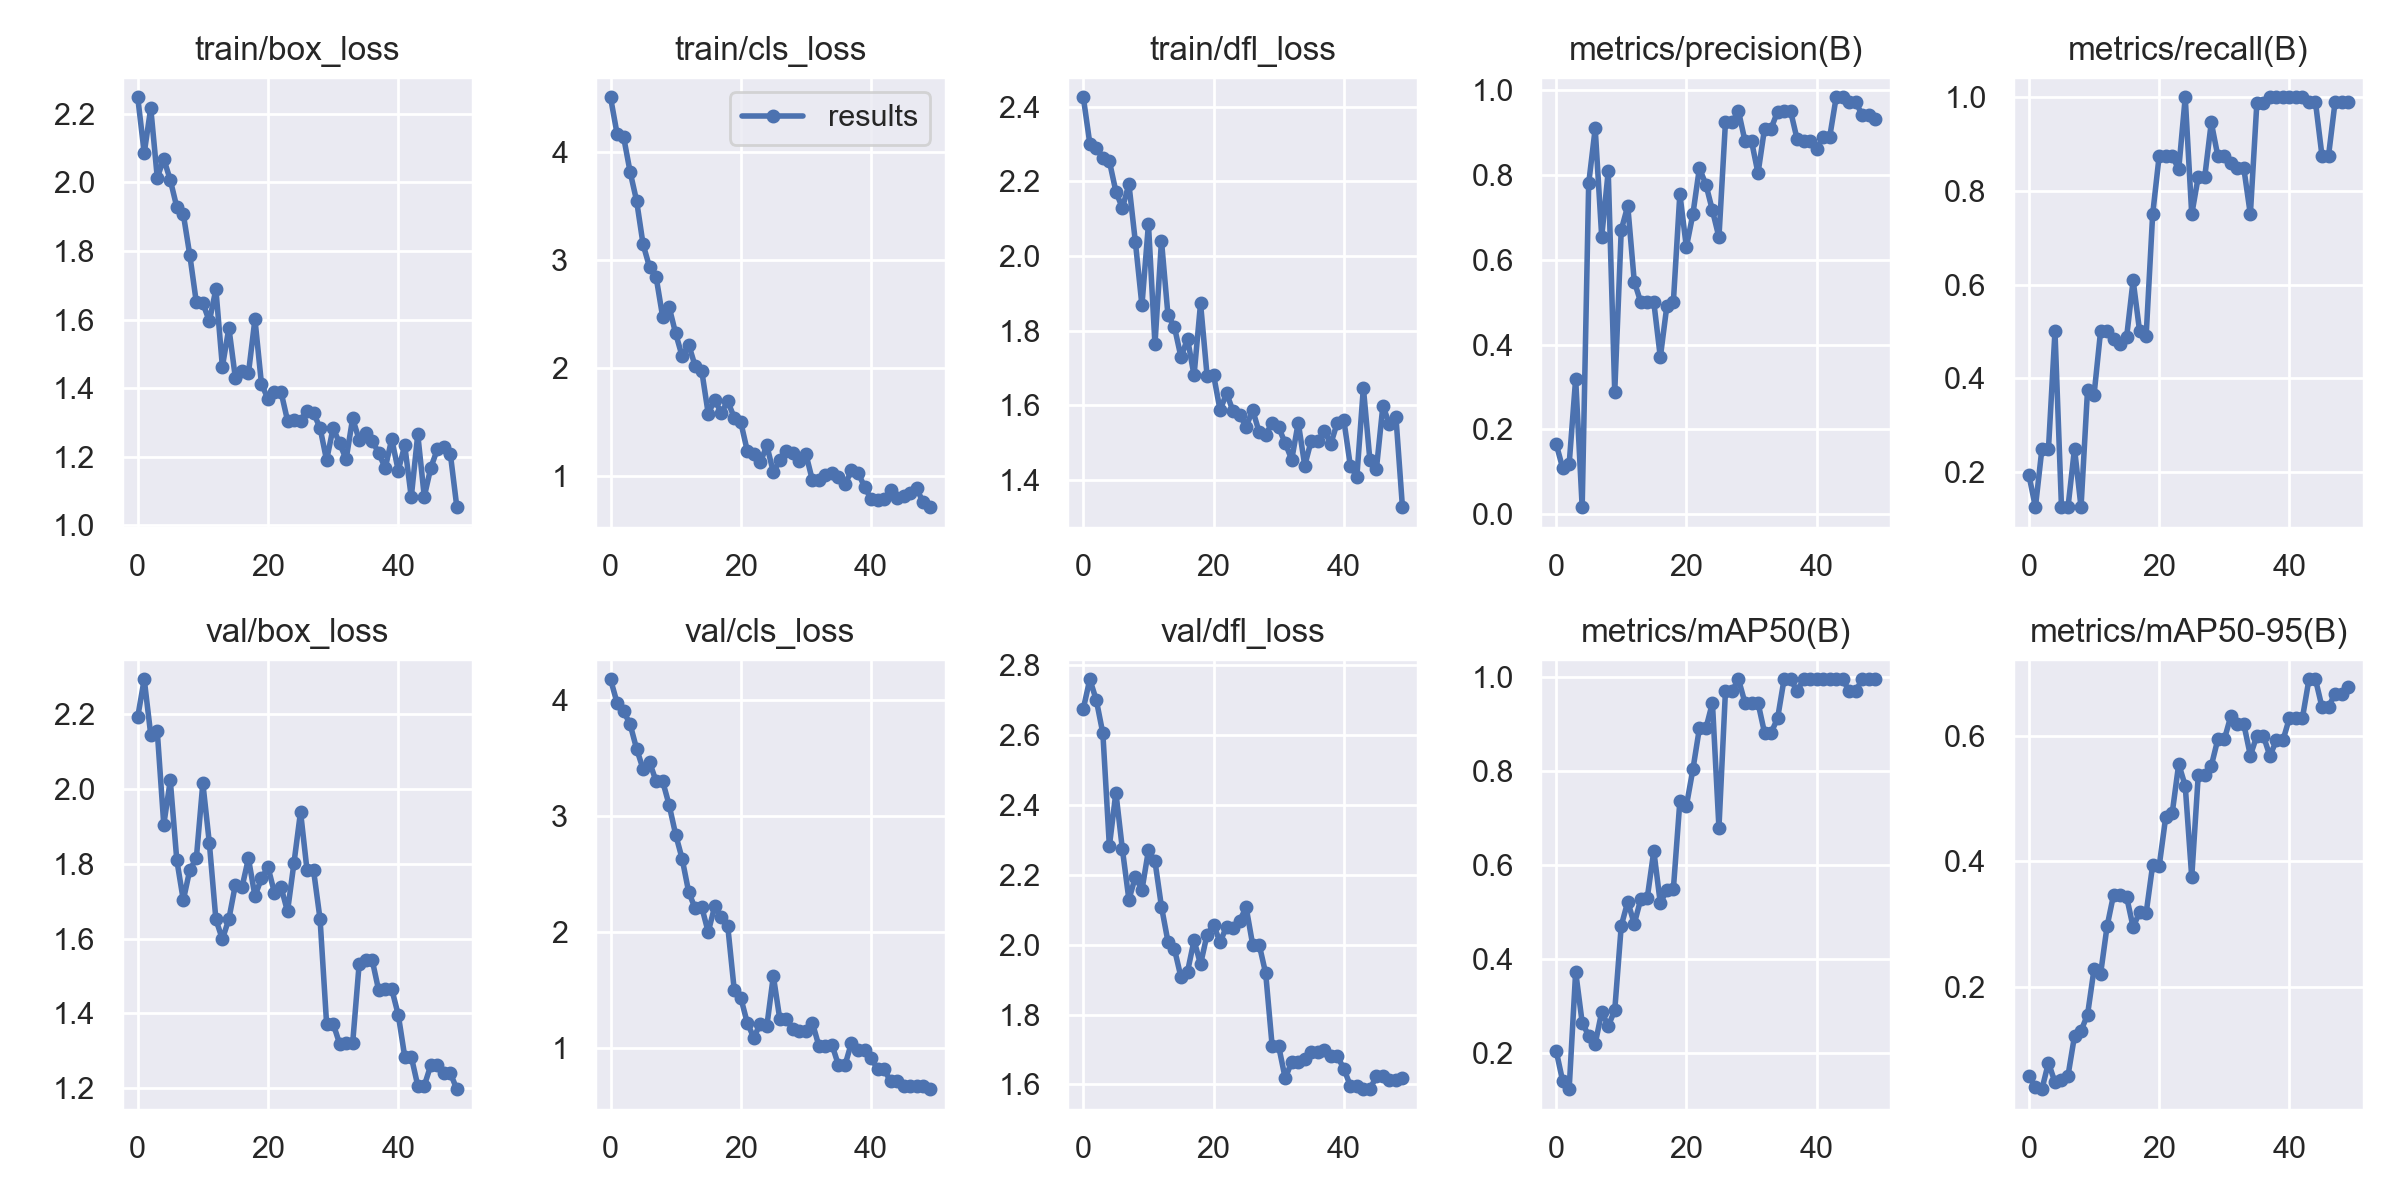 train/box_loss
2.2
2.0
1.8
1.6
1.4
1.2
1.0
0 20 40
train/cls_loss
results
4
3
2
1
0 20 40
train/dfl_loss
2.4
2.2
2.0
1.8
1.6
1.4
0 20 40
metrics/precision(B)
1.0
0.8
0.6
0.4
0.2
0.0
0 20 40
metrics/recall(B)
1.0
0.8
0.6
0.4
0.2
0 20 40
val/box_loss
2.2
2.0
1.8
1.6
1.4
1.2
0 20 40
val/cls_loss
4
3
2
1
0 20 40
val/dfl_loss
2.8
2.6
2.4
2.2
2.0
1.8
1.6
0 20 40
metrics/mAP50(B)
1.0
0.8
0.6
0.4
0.2
0 20 40
metrics/mAP50-95(B)
0.6
0.4
0.2
0 20 40